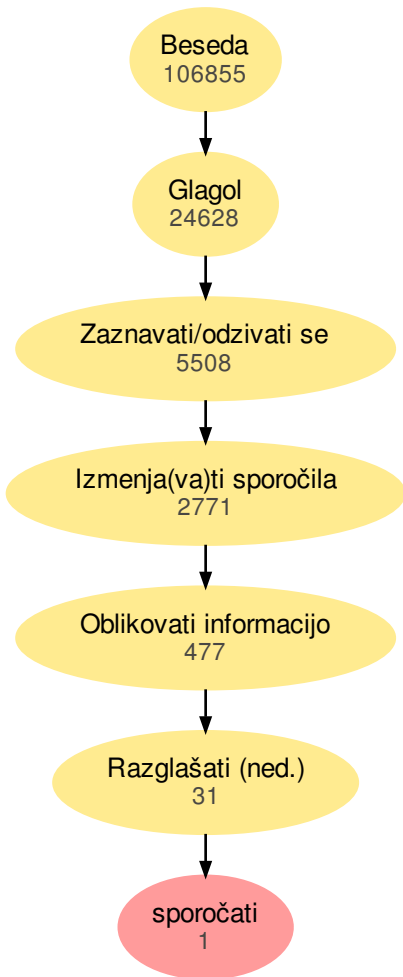 Beseda
106855
Glagol
24628
Zaznavati/odzivati se
5508
Izmenja(va)ti sporočila
2771
Oblikovati informacijo
477
Razglašati (ned.)
31
sporočati
1